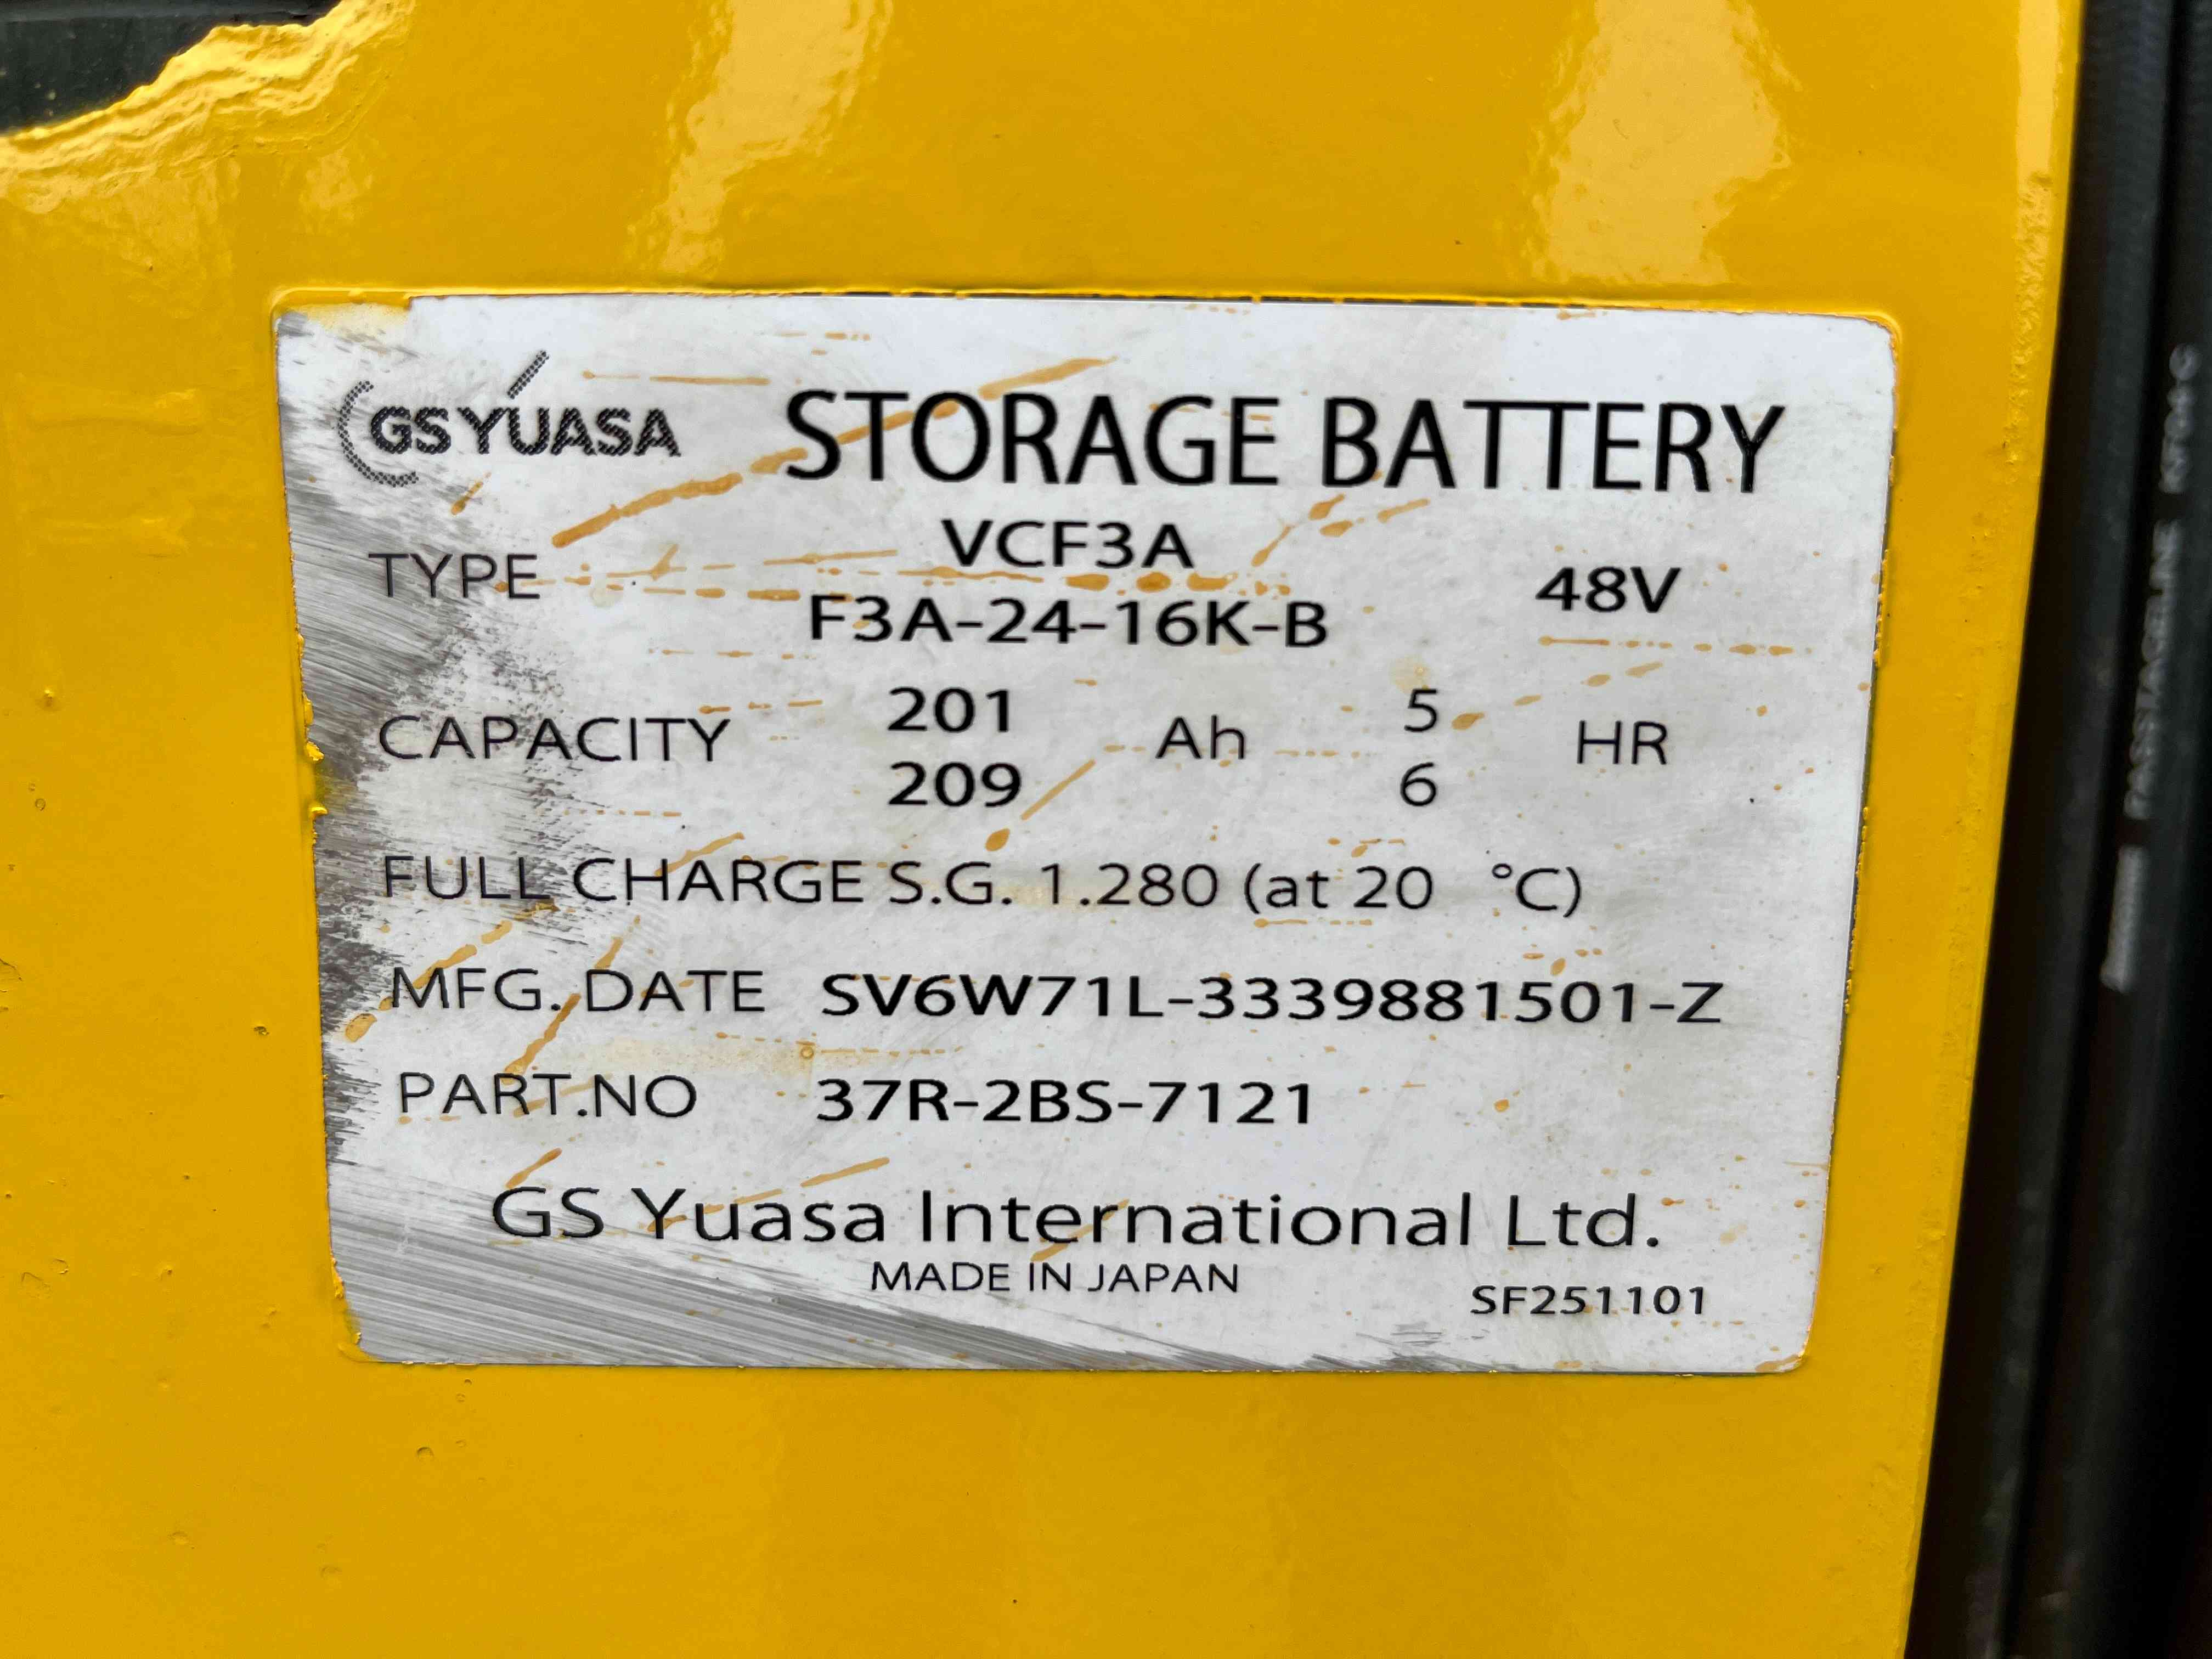 GS YUASA STORAGE BATTERY
TYPE VCF3A 48V
F3A-24-16K-B
CAPACITY 201 Ah 5 HR
209 6
FULL CHARGE S.G. 1.280 (at 20 °C)
MFG. DATE SV6W71L-3339881501-Z
PART.NO 37R-2BS-7121
GS Yuasa International Ltd.
MADE IN JAPAN
SF251101